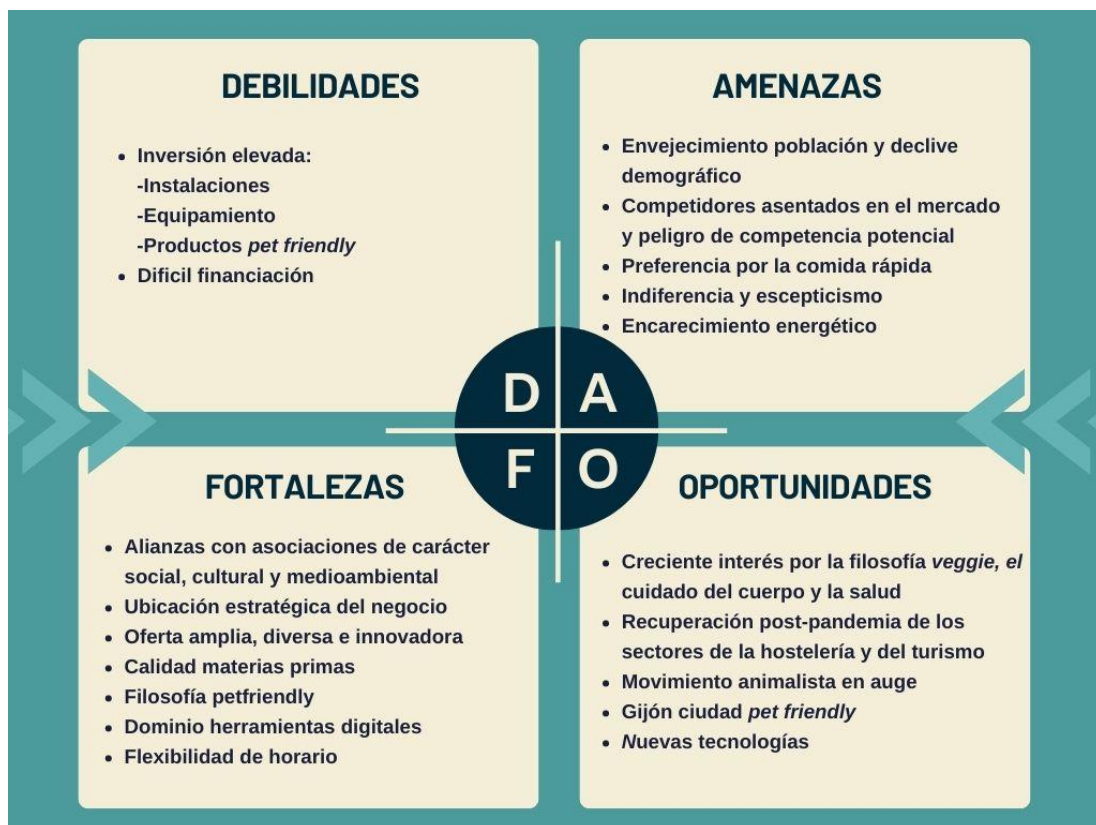 DEBILIDADES
• Inversión elevada:
-Instalaciones
-Equipamiento
-Productos pet friendly
• Dificil financiación
AMENAZAS
• Envejecimiento población y declive
demográfico
• Competidores asentados en el mercado
y peligro de competencia potencial
• Preferencia por la comida rápida
• Indiferencia y escepticismo
• Encarecimiento energético
D A
F O
FORTALEZAS
• Alianzas con asociaciones de carácter
social, cultural y medioambiental
• Ubicación estratégica del negocio
• Oferta amplia, diversa e innovadora
• Calidad materias primas
• Filosofía petfriendly
• Dominio herramientas digitales
• Flexibilidad de horario
OPORTUNIDADES
• Creciente interés por la filosofía veggie, el
cuidado del cuerpo y la salud
• Recuperación post-pandemia de los
sectores de la hostelería y del turismo
• Movimiento animalista en auge
• Gijón ciudad pet friendly
• Nuevas tecnologías